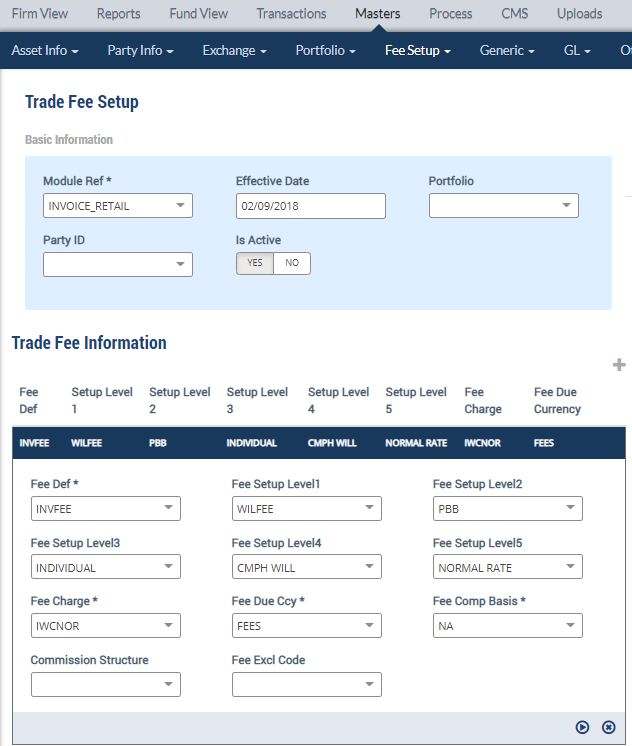 Firm View Reports Fund View Transactions Masters Process CMS Uploads
Asset Info Party Info Exchange Portfolio Fee Setup Generic GL
Trade Fee Setup
Basic Information
Module Ref * Effective Date Portfolio
INVOICE_RETAIL 02/09/2018
Party ID Is Active
YES NO
Trade Fee Information
Fee Setup Level Setup Level Setup Level Setup Level Setup Level Fee Fee Due
Def 1 2 3 4 5 Charge Currency
INVFEE WILFEE PBB INDIVIDUAL CMPH WILL NORMAL RATE IWCNOR FEES
Fee Def * Fee Setup Level1 Fee Setup Level2
INVFEE WILFEE PBB
Fee Setup Level3 Fee Setup Level4 Fee Setup Level5
INDIVIDUAL CMPH WILL NORMAL RATE
Fee Charge * Fee Due Ccy * Fee Comp Basis *
IWCNOR FEES NA
Commission Structure Fee Excl Code